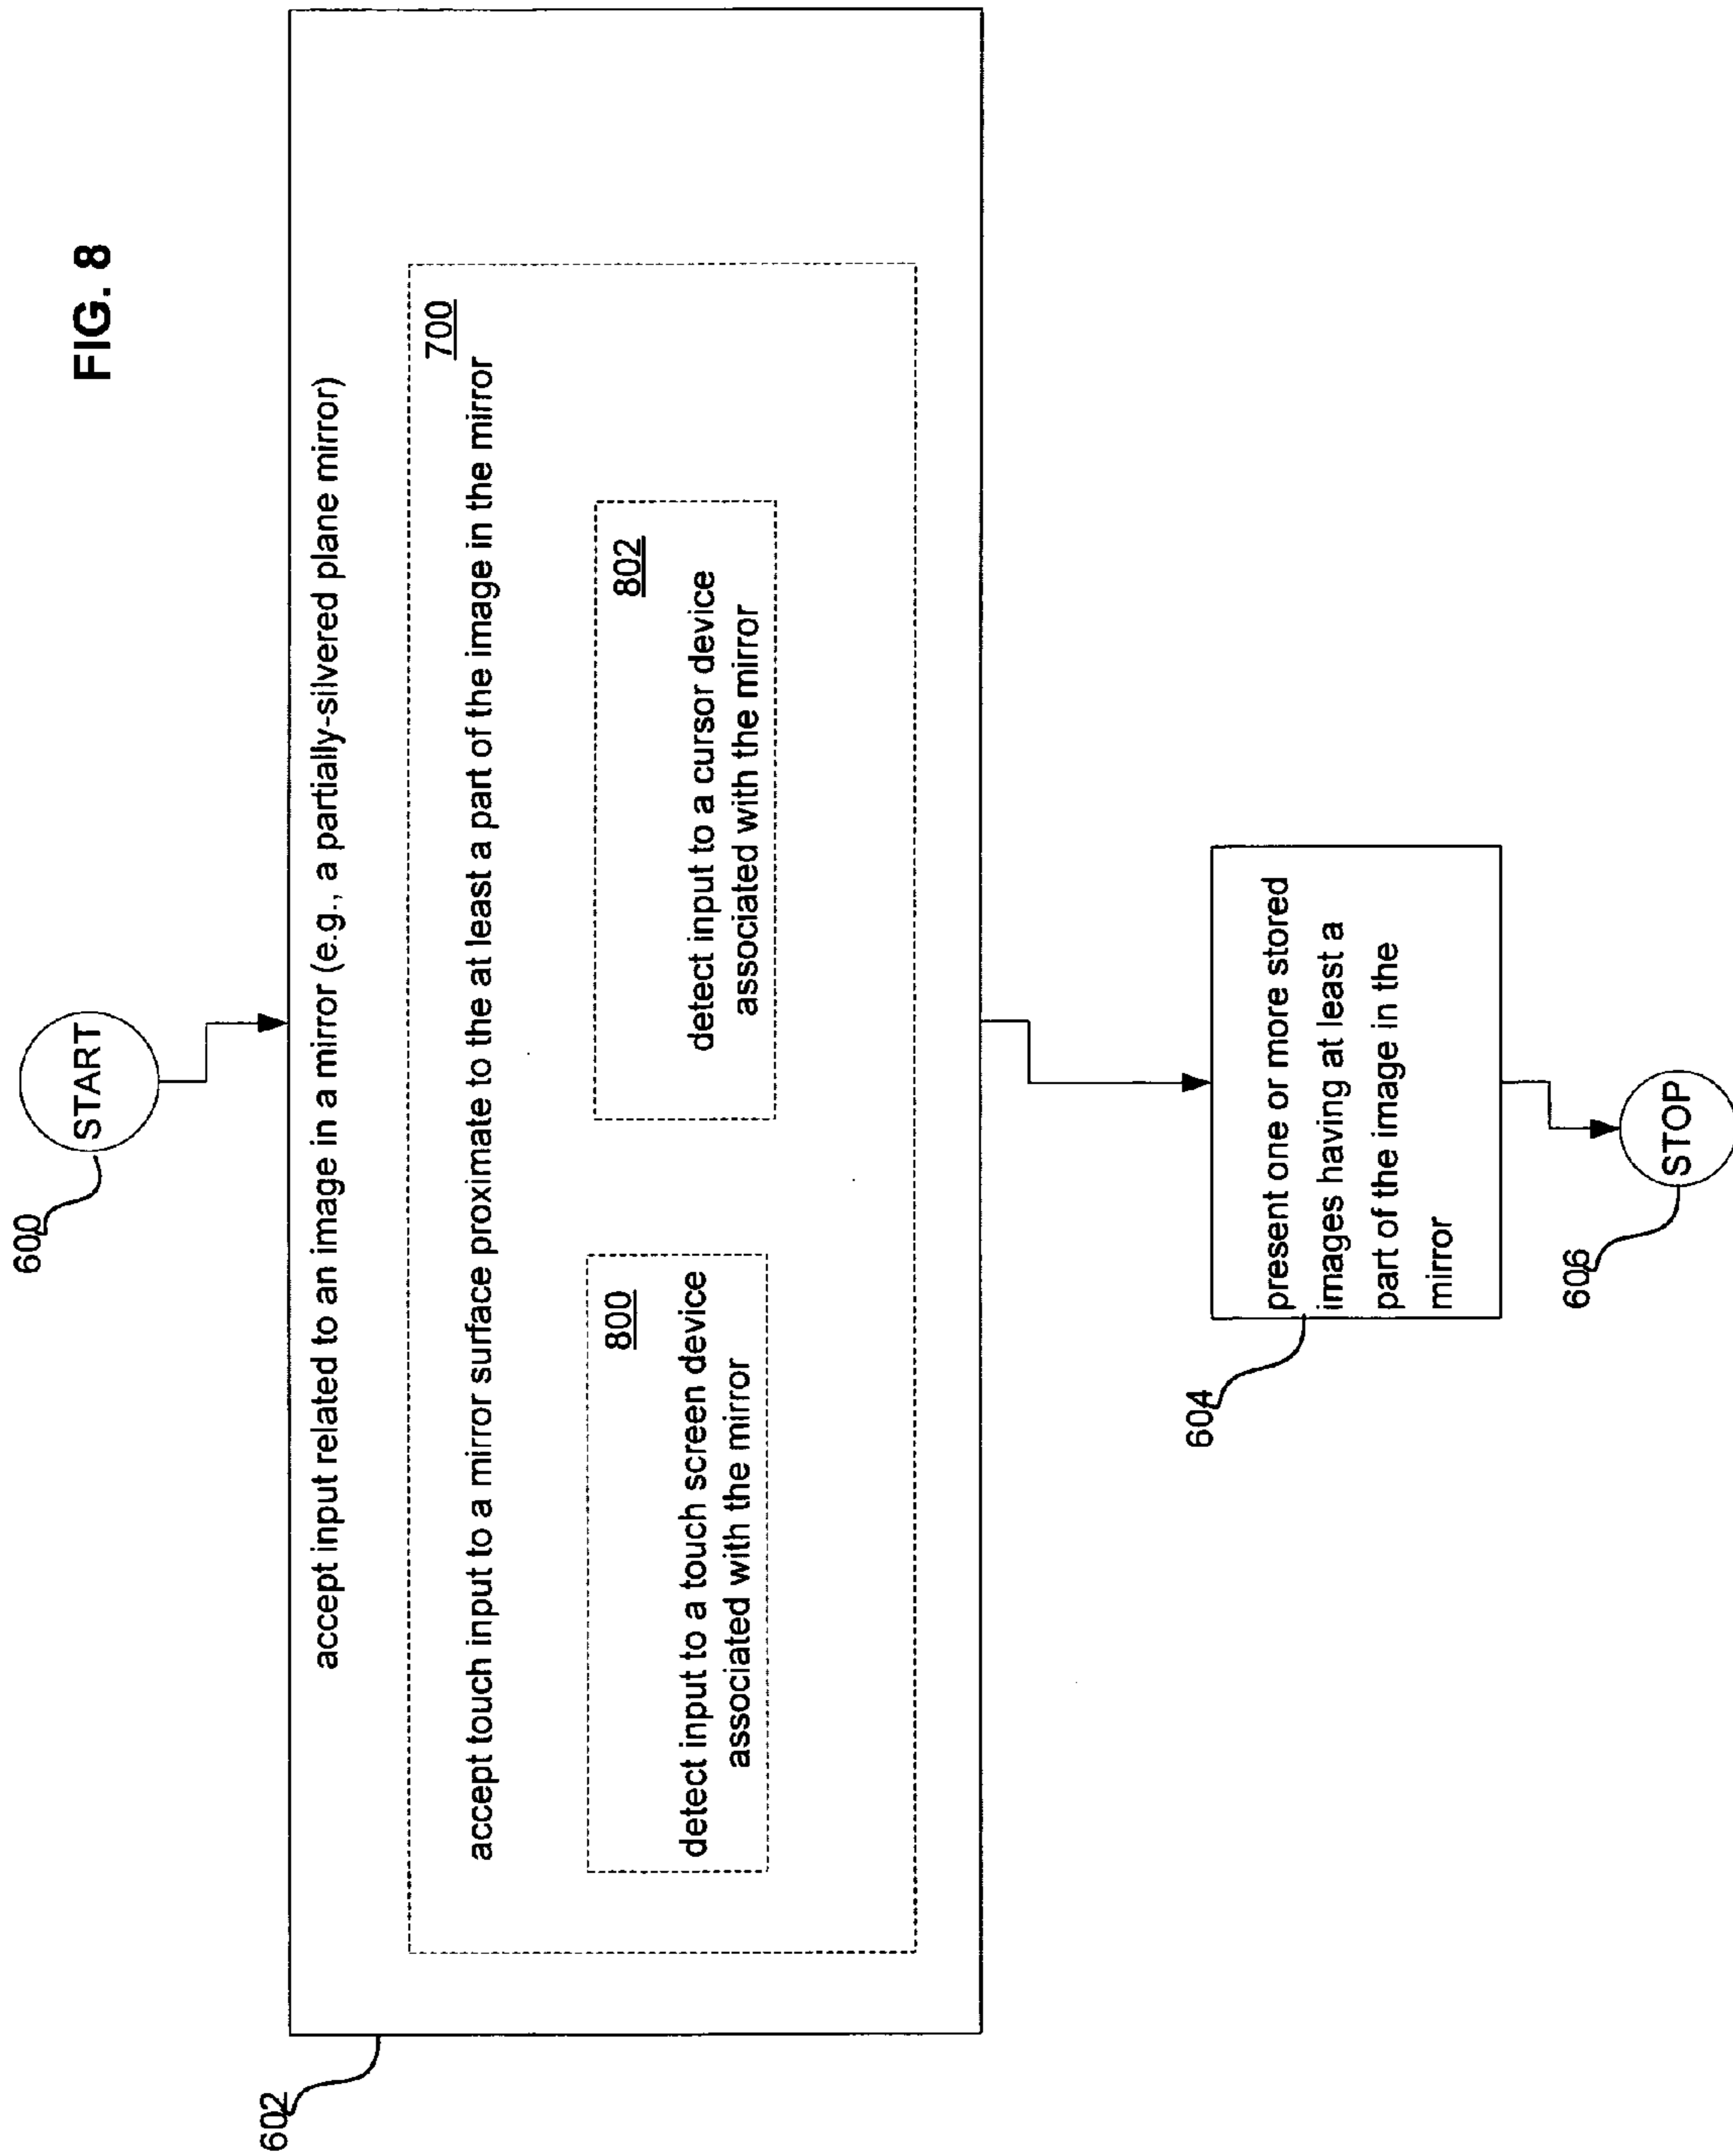 FIG. 8
600
START
602
accept input related to an image in a mirror (e.g., a partially-silvered plane mirror)
700
accept touch input to a mirror surface proximate to the at least a part of the image in the mirror
800
detect input to a touch screen device
associated with the mirror
802
detect input to a cursor device
associated with the mirror
604
present one or more stored
images having at least a
part of the image in the
mirror
606
STOP